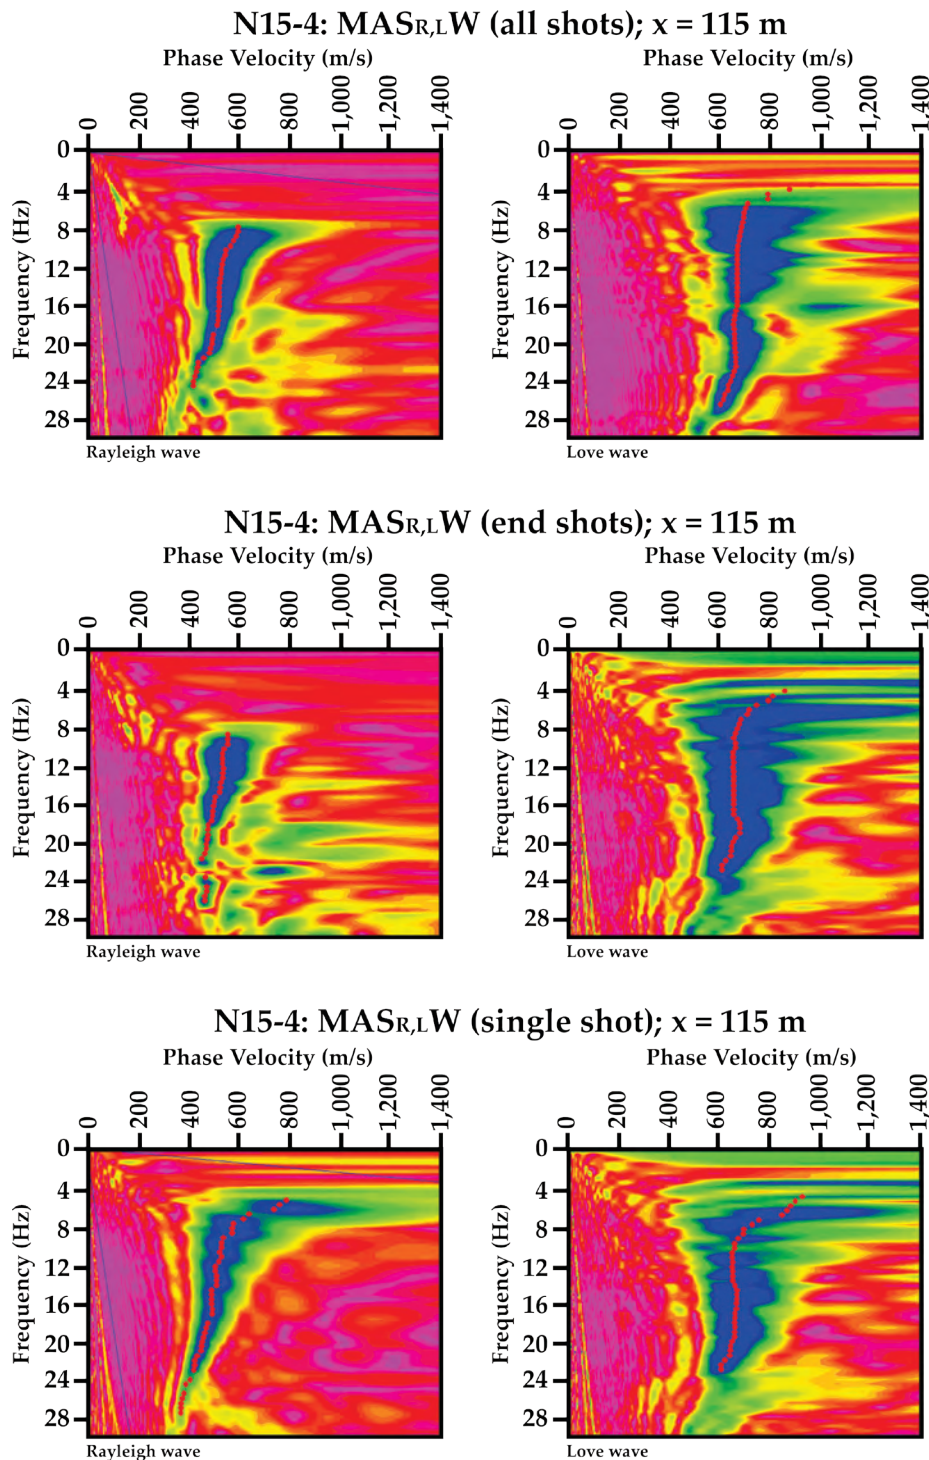 N15-4: MASR,LW (all shots); x = 115 m
Phase Velocity (m/s)
Phase Velocity (m/s)
0 200 400 600 800 1,000 1,200 1,400
0 200 400 600 800 1,000 1,200 1,400
Frequency (Hz)
0
4
8
12
16
20
24
28
Frequency (Hz)
0
4
8
12
16
20
24
28
Rayleigh wave
Love wave
N15-4: MASR,LW (end shots); x = 115 m
Phase Velocity (m/s)
Phase Velocity (m/s)
0 200 400 600 800 1,000 1,200 1,400
0 200 400 600 800 1,000 1,200 1,400
Frequency (Hz)
0
4
8
12
16
20
24
28
Frequency (Hz)
0
4
8
12
16
20
24
28
Rayleigh wave
Love wave
N15-4: MASR,LW (single shot); x = 115 m
Phase Velocity (m/s)
Phase Velocity (m/s)
0 200 400 600 800 1,000 1,200 1,400
0 200 400 600 800 1,000 1,200 1,400
Frequency (Hz)
0
4
8
12
16
20
24
28
Frequency (Hz)
0
4
8
12
16
20
24
28
Rayleigh wave
Love wave